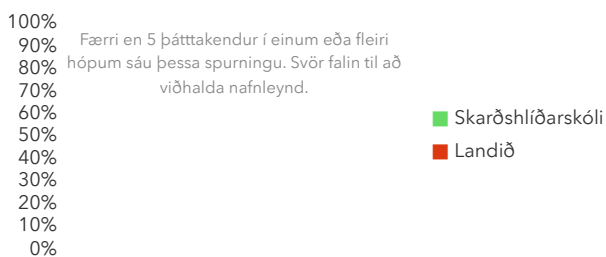 100%
90%
80%
70%
60%
50%
40%
30%
20%
10%
0%
Færri en 5 þátttakendur í einum eða fleiri
hópum sáu þessa spurningu. Svör falin til að
viðhalda nafnleynd.
Skarðshlíðarskóli
Landið